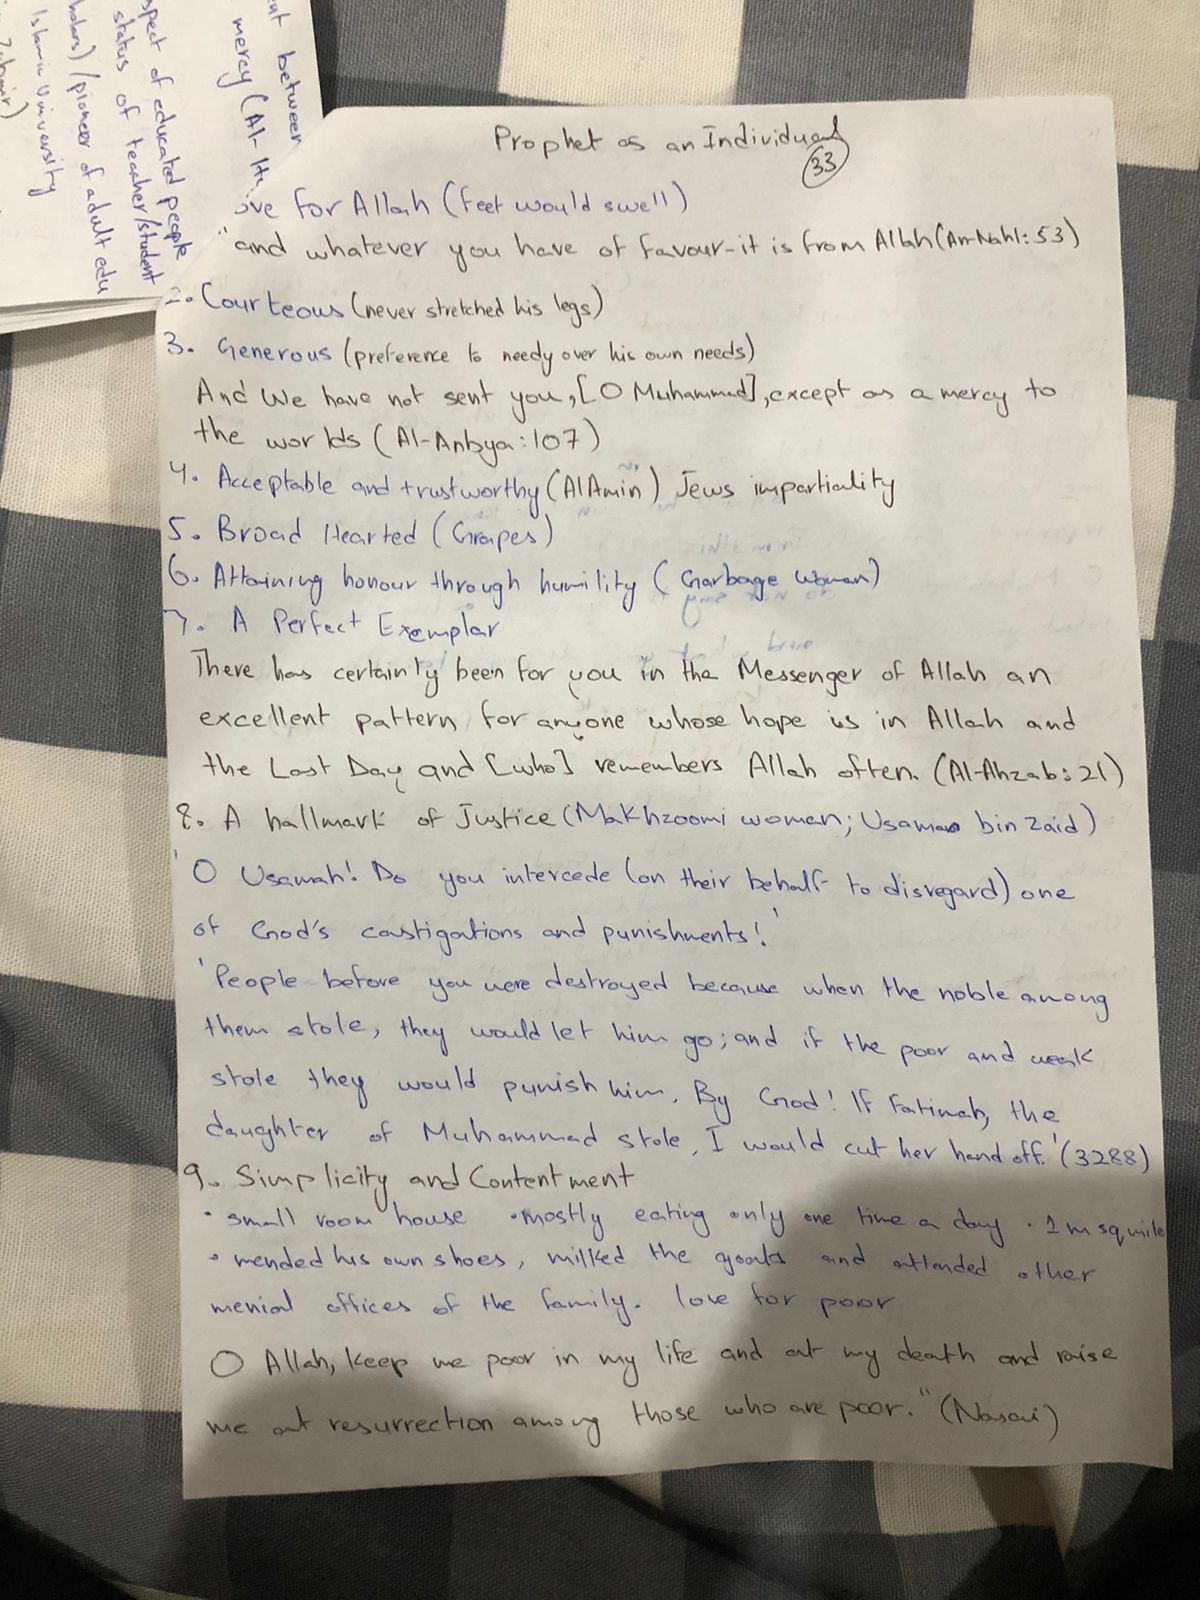 ut between
mercy (Al-
spect of educated people
status of teacher/student
holars) /pioneer of adult edu
Islamic University
Zubair)
Prophet as an Individual
33
ove for Allah (feet would swell)
"and whatever you have of favour-it is from Allah (An-Nahl:53)
2. Courteous (never stretched his legs)
3. Generous (preference to needy over his own needs)
And We have not sent you, [O Muhammad], except as a mercy to
the worlds (Al-Anbya:107)
4. Acceptable and trustworthy (Al Amin) Jews impartiality
5. Broad Hearted (Grapes)
6. Attaining honour through humility (Garbage Woman)
7. A Perfect Exemplar
There has certainly been for you in the Messenger of Allah an
excellent pattern for anyone whose hope is in Allah and
the Last Day and [who] remembers Allah often. (Al-Ahzab:21)
8. A hallmark of Justice (Makhzoomi women; Usamah bin Zaid)
'O Usamah! Do you intercede (on their behalf to disregard) one
of God's castigations and punishments!'
'People before you were destroyed because when the noble among
them stole, they would let him go; and if the poor and weak
stole they would punish him. By God! If Fatimah, the
daughter of Muhammad stole, I would cut her hand off.' (3288)
9. Simplicity and Contentment
• small room house • mostly eating only one time a day • 1 m sq mile
• mended his own shoes, milked the goats and attended other
menial offices of the family. love for poor
O Allah, keep me poor in my life and at my death and raise
me at resurrection among those who are poor." (Nasai)